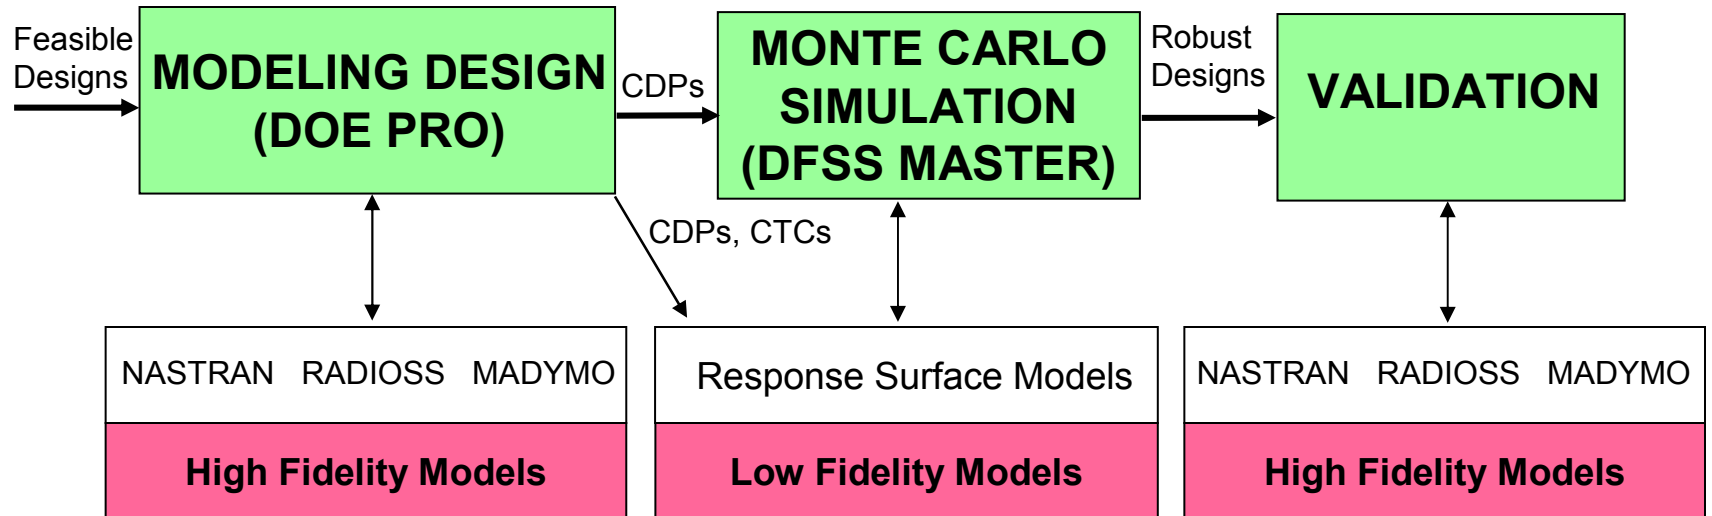 Feasible
Designs
MODELING DESIGN
(DOE PRO)
CDPs
MONTE CARLO
SIMULATION
(DFSS MASTER)
Robust
Designs
VALIDATION
CDPs, CTCs
NASTRAN RADIOSS MADYMO
High Fidelity Models
Response Surface Models
Low Fidelity Models
NASTRAN RADIOSS MADYMO
High Fidelity Models